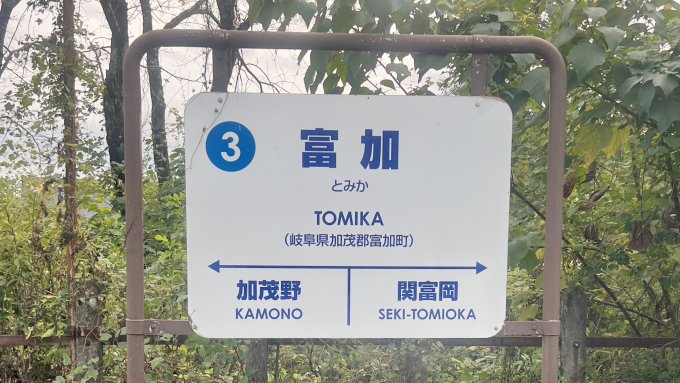 3
富加
とみか
TOMIKA
(岐阜県加茂郡富加町)
加茂野 関富岡
KAMONO SEKI-TOMIOKA